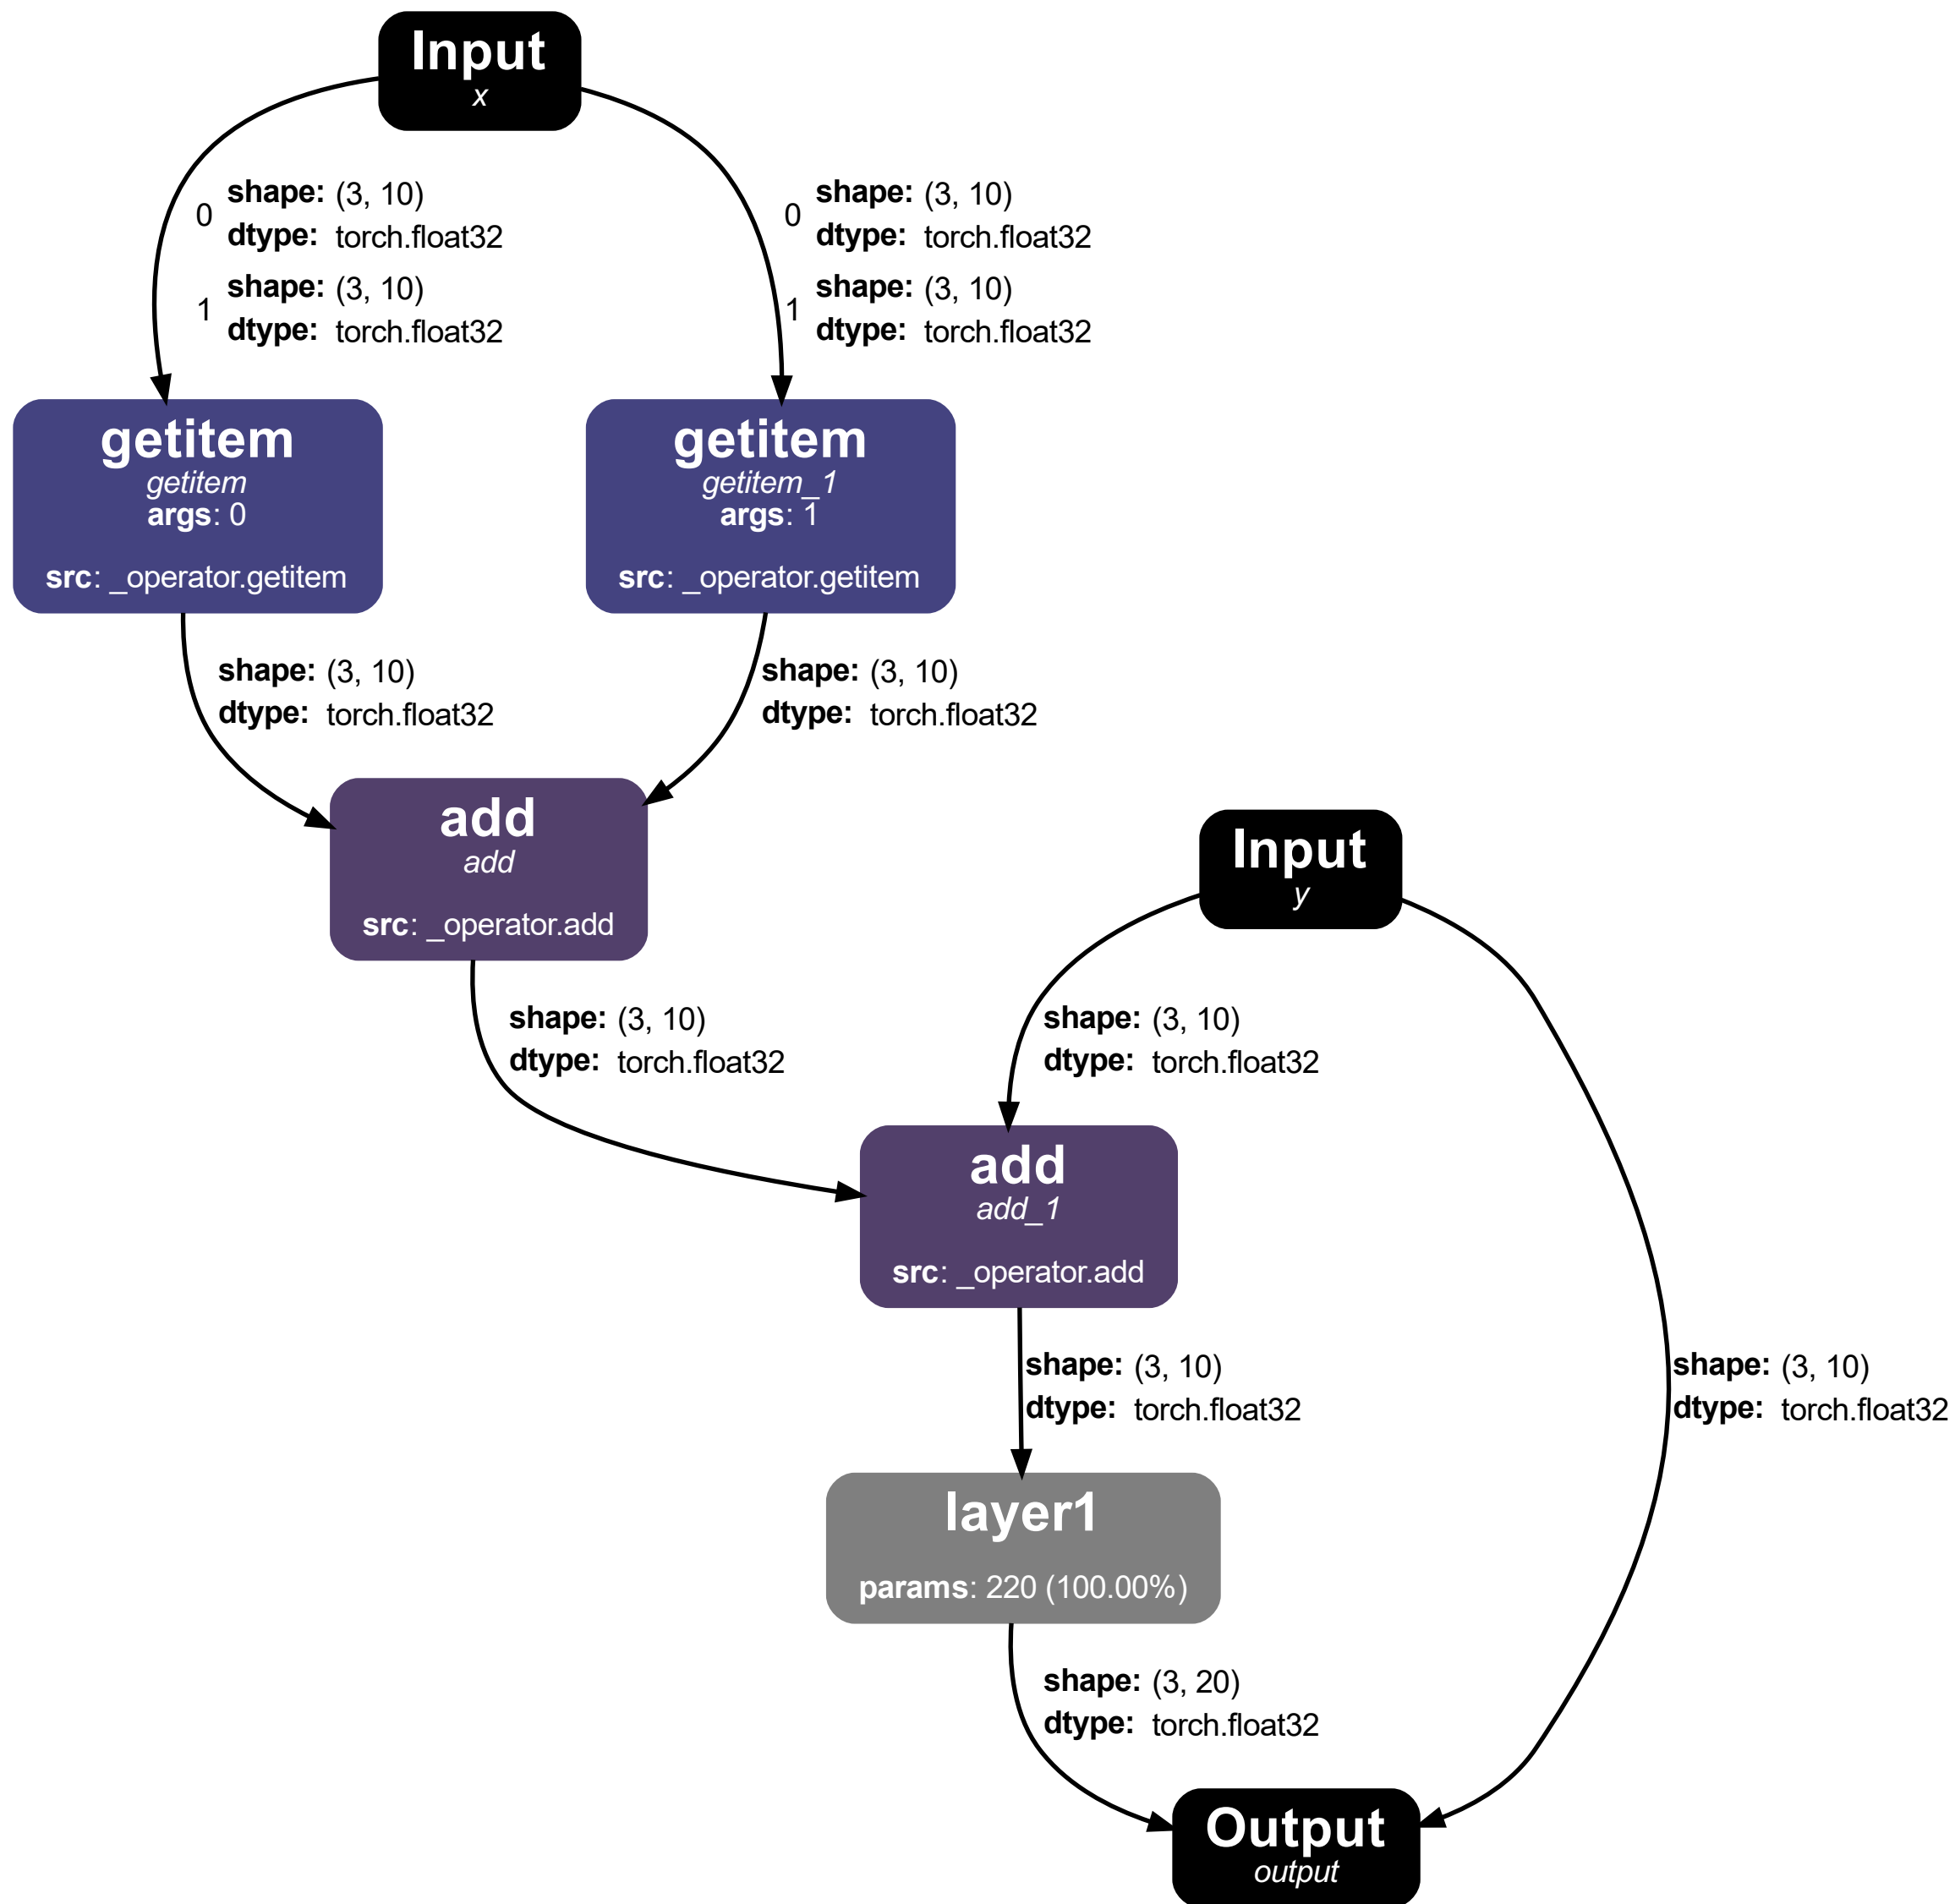 Input
x
0 shape: (3, 10)
dtype: torch.float32
1 shape: (3, 10)
dtype: torch.float32
0 shape: (3, 10)
dtype: torch.float32
1 shape: (3, 10)
dtype: torch.float32
getitem
getitem
args: 0
src: _operator.getitem
getitem
getitem_1
args: 1
src: _operator.getitem
shape: (3, 10)
dtype: torch.float32
shape: (3, 10)
dtype: torch.float32
add
add
src: _operator.add
Input
y
shape: (3, 10)
dtype: torch.float32
shape: (3, 10)
dtype: torch.float32
add
add_1
src: _operator.add
shape: (3, 10)
dtype: torch.float32
shape: (3, 10)
dtype: torch.float32
layer1
params: 220 (100.00%)
shape: (3, 20)
dtype: torch.float32
Output
output